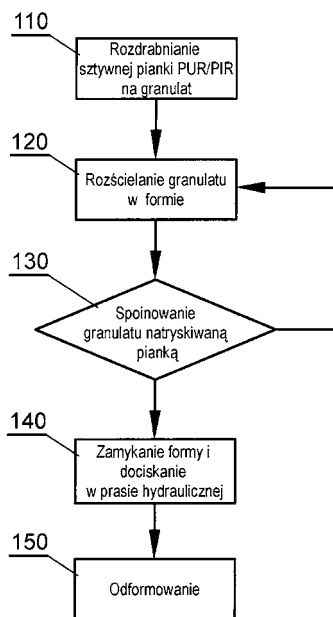 110
Rozdrabnianie
sztywnej pianki PUR/PIR
na granulat
120
Rozścielanie granulatu
w formie
130
Spoinowanie
granulatu natryskiwaną
pianką
140
Zamykanie formy i
dociskanie
w prasie hydraulicznej
150
Odformowanie